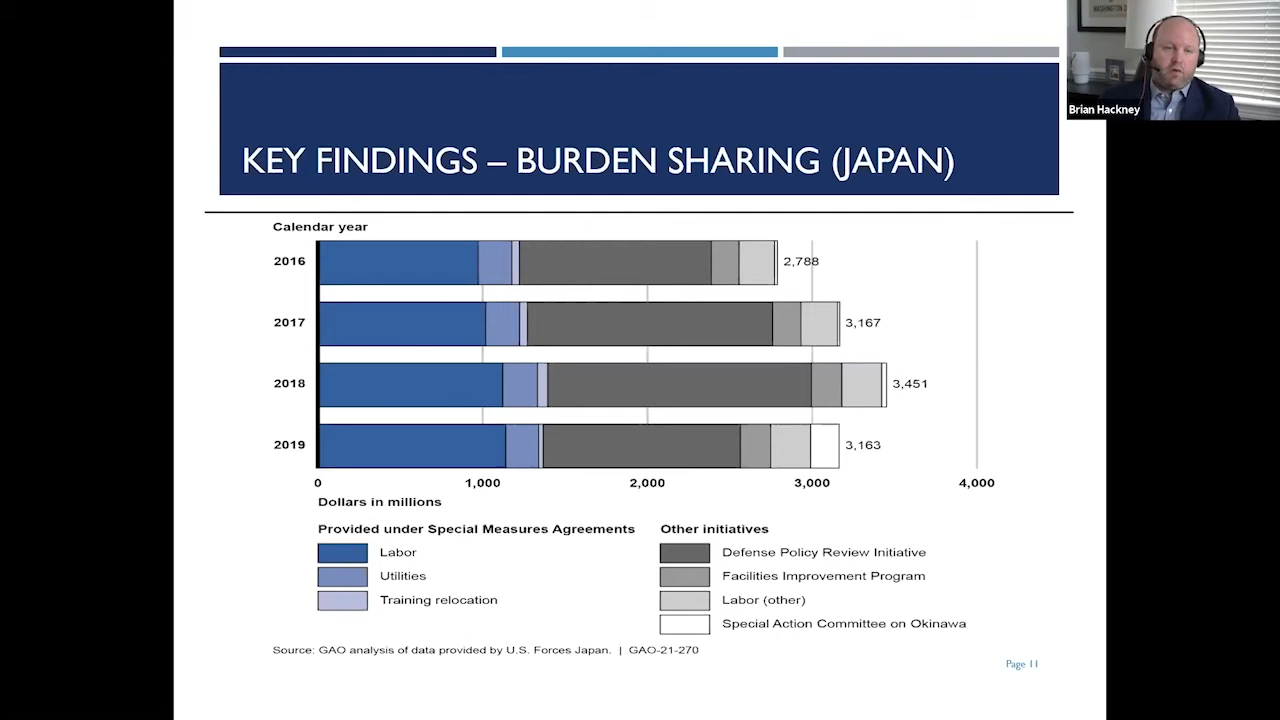 WASHINGTON
Brian Hackney
KEY FINDINGS – BURDEN SHARING (JAPAN)
Calendar year
2016 2,788
2017 3,167
2018 3,451
2019 3,163
0 1,000 2,000 3,000 4,000
Dollars in millions
Provided under Special Measures Agreements
Labor
Utilities
Training relocation
Other initiatives
Defense Policy Review Initiative
Facilities Improvement Program
Labor (other)
Special Action Committee on Okinawa
Source: GAO analysis of data provided by U.S. Forces Japan. | GAO-21-270
Page 11